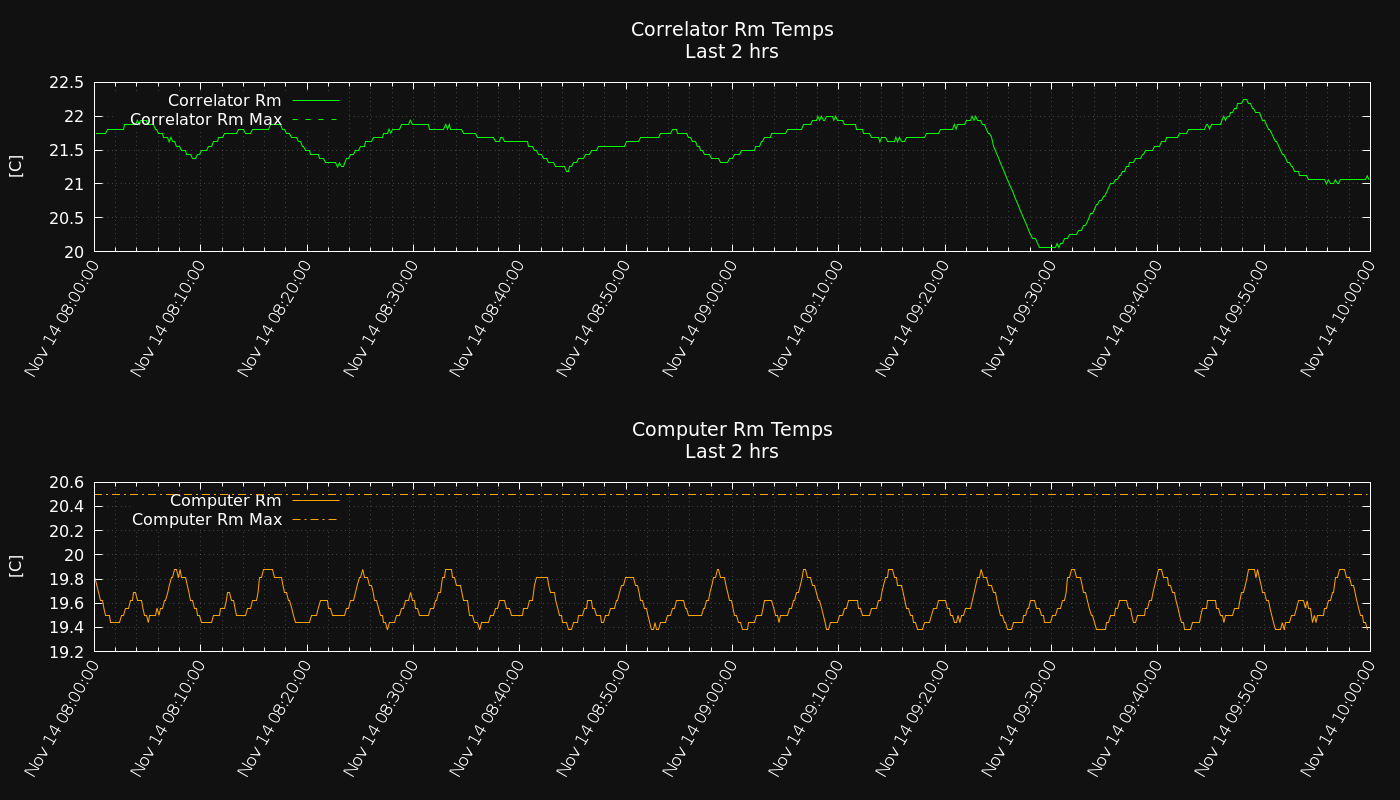 Correlator Rm Temps
Last 2 hrs
22.5
22
21.5
21
20.5
20
[C]
Correlator Rm
Correlator Rm Max
Nov 14 08:00:00
Nov 14 08:10:00
Nov 14 08:20:00
Nov 14 08:30:00
Nov 14 08:40:00
Nov 14 08:50:00
Nov 14 09:00:00
Nov 14 09:10:00
Nov 14 09:20:00
Nov 14 09:30:00
Nov 14 09:40:00
Nov 14 09:50:00
Nov 14 10:00:00
Computer Rm Temps
Last 2 hrs
20.6
20.4
20.2
20
19.8
19.6
19.4
19.2
[C]
Computer Rm
Computer Rm Max
Nov 14 08:00:00
Nov 14 08:10:00
Nov 14 08:20:00
Nov 14 08:30:00
Nov 14 08:40:00
Nov 14 08:50:00
Nov 14 09:00:00
Nov 14 09:10:00
Nov 14 09:20:00
Nov 14 09:30:00
Nov 14 09:40:00
Nov 14 09:50:00
Nov 14 10:00:00